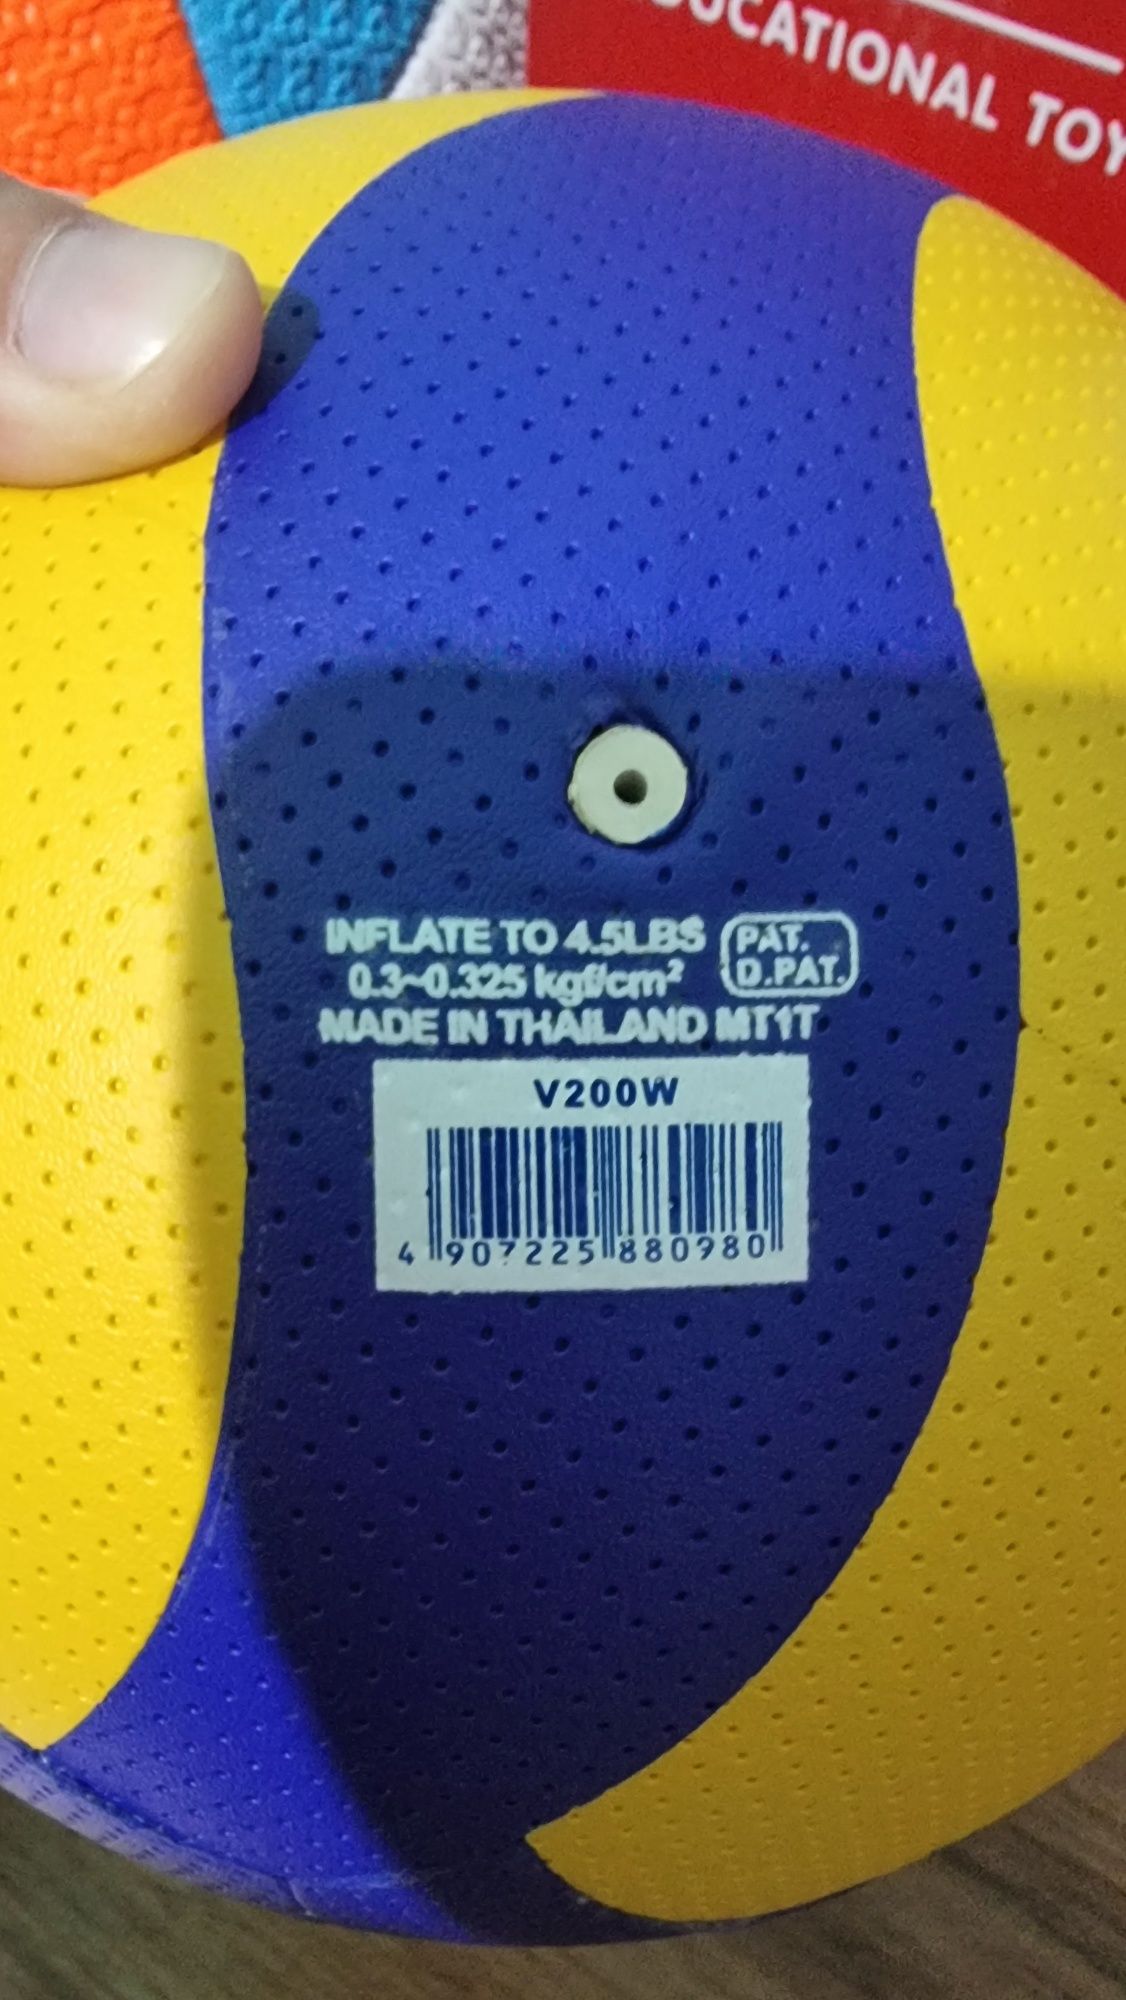 EDUCATIONAL TOY
INFLATE TO 4.5LBS
0.3~0.325 kgf/cm²
PAT.
D.PAT.
MADE IN THAILAND MT1T
V200W
4 907225 880980